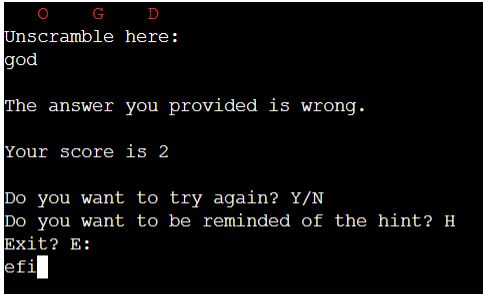 O G D
Unscramble here:
god
The answer you provided is wrong.
Your score is 2
Do you want to try again? Y/N
Do you want to be reminded of the hint? H
Exit? E:
efi